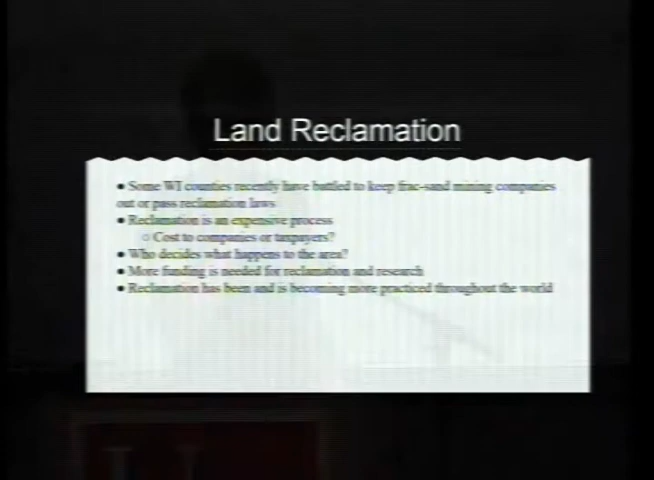 Land Reclamation
• Some WI counties recently have battled to keep frac-sand mining companies
out or pass reclamation laws
• Reclamation is an expensive process
○ Cost to companies or taxpayers?
• Who decides what happens to the area?
• More funding is needed for reclamation and research
• Reclamation has been and is becoming more practiced throughout the world